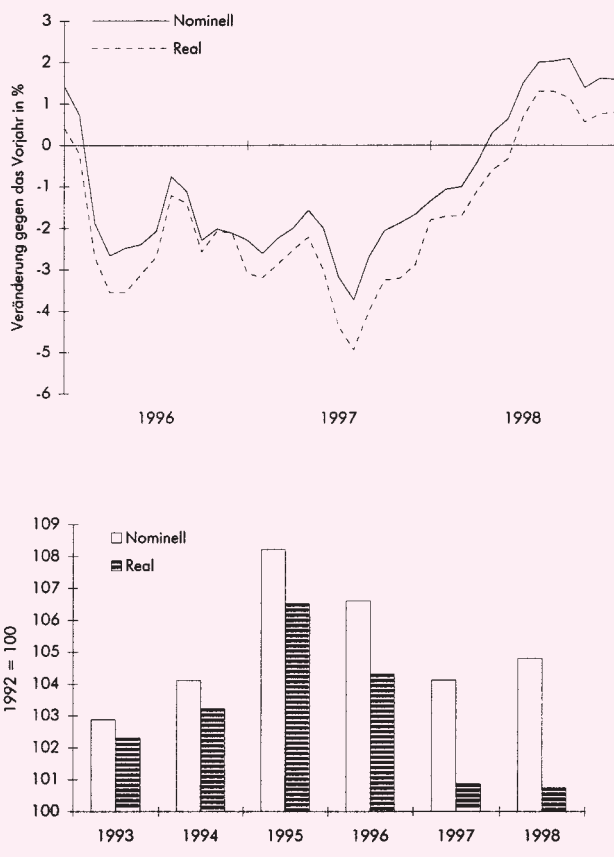 Veränderung gegen das Vorjahr in %
Nominell
Real
3
2
1
0
-1
-2
-3
-4
-5
-6
1996 1997 1998
1992 = 100
Nominell
Real
109
108
107
106
105
104
103
102
101
100
1993 1994 1995 1996 1997 1998